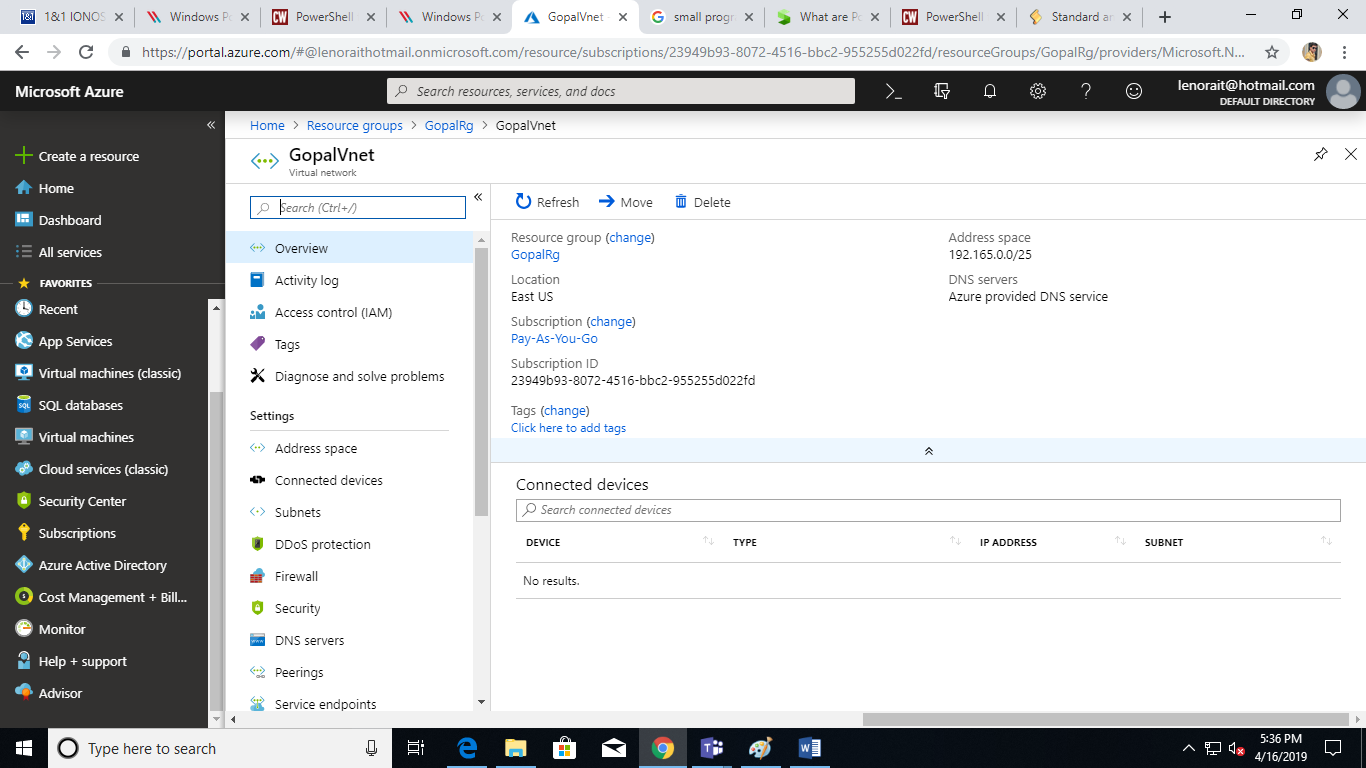 1&1 IONOS
Windows Po
PowerShell
Windows Po
GopalVnet -
small progr
What are Po
PowerShell
Standard an
https://portal.azure.com/#@lenoraithotmail.onmicrosoft.com/resource/subscriptions/23949b93-8072-4516-bbc2-955255d022fd/resourceGroups/GopalRg/providers/Microsoft.N...
Microsoft Azure
Search resources, services, and docs
lenorait@hotmail.com
DEFAULT DIRECTORY
Create a resource
Home
Dashboard
All services
FAVORITES
Recent
App Services
Virtual machines (classic)
SQL databases
Virtual machines
Cloud services (classic)
Security Center
Subscriptions
Azure Active Directory
Cost Management + Bill...
Monitor
Help + support
Advisor
Home > Resource groups > GopalRg > GopalVnet
GopalVnet
Virtual network
Search (Ctrl+/)
Overview
Activity log
Access control (IAM)
Tags
Diagnose and solve problems
Settings
Address space
Connected devices
Subnets
DDoS protection
Firewall
Security
DNS servers
Peerings
Service endpoints
Refresh Move Delete
Resource group (change)
GopalRg
Location
East US
Subscription (change)
Pay-As-You-Go
Subscription ID
23949b93-8072-4516-bbc2-955255d022fd
Tags (change)
Click here to add tags
Address space
192.165.0.0/25
DNS servers
Azure provided DNS service
Connected devices
Search connected devices
DEVICE TYPE IP ADDRESS SUBNET
No results.
Type here to search
5:36 PM
4/16/2019